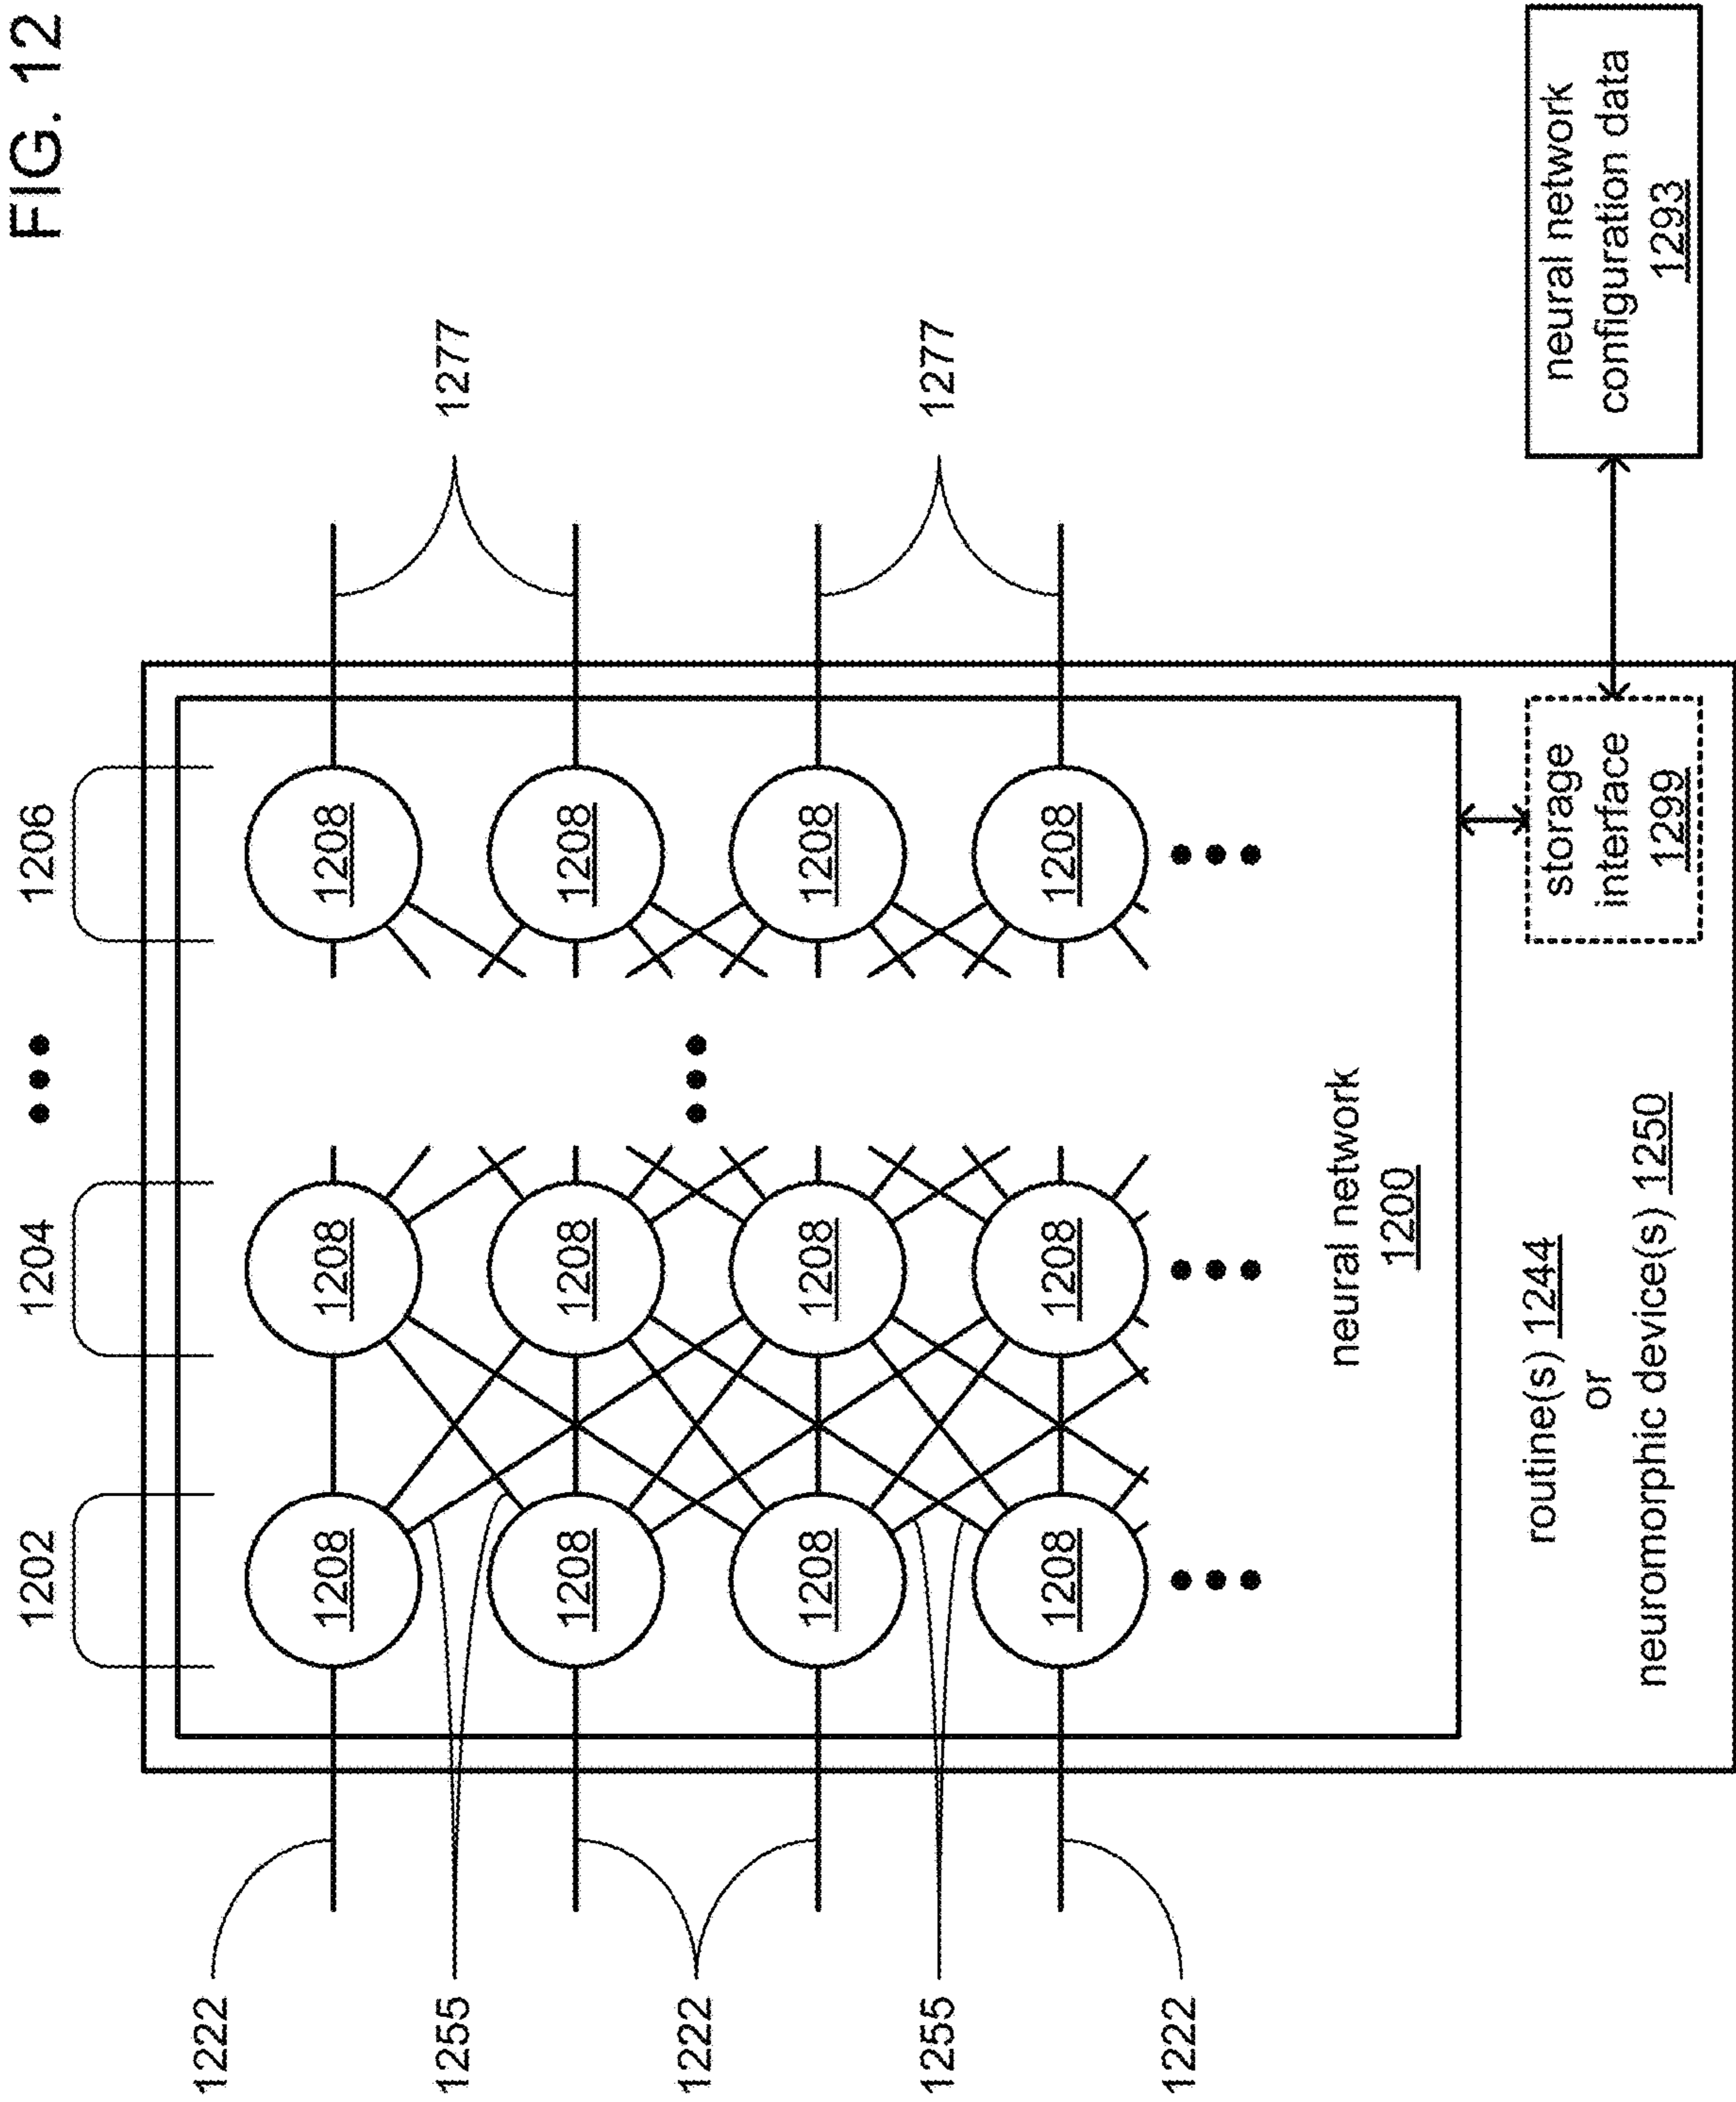 FIG. 12
1202
1204
•••
1206
1222
1255
1222
1255
1222
1208
1208
1208
1208
1208
1208
1208
1208
1208
1208
1208
1208
1277
1277
neural network
1200
routine(s) 1244
or
neuromorphic device(s) 1250
storage
interface
1299
neural network
configuration data
1293